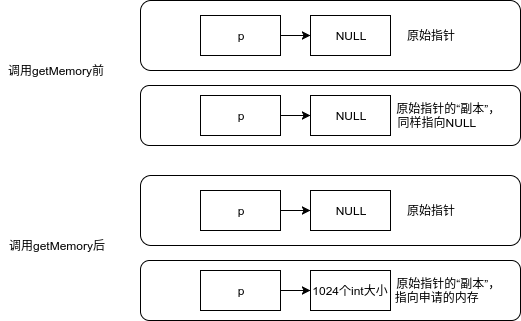 p
NULL
原始指针
调用getMemory前
p
NULL
原始指针的“副本”，
同样指向NULL
p
NULL
原始指针
调用getMemory后
p
1024个int大小
原始指针的“副本”，
指向申请的内存